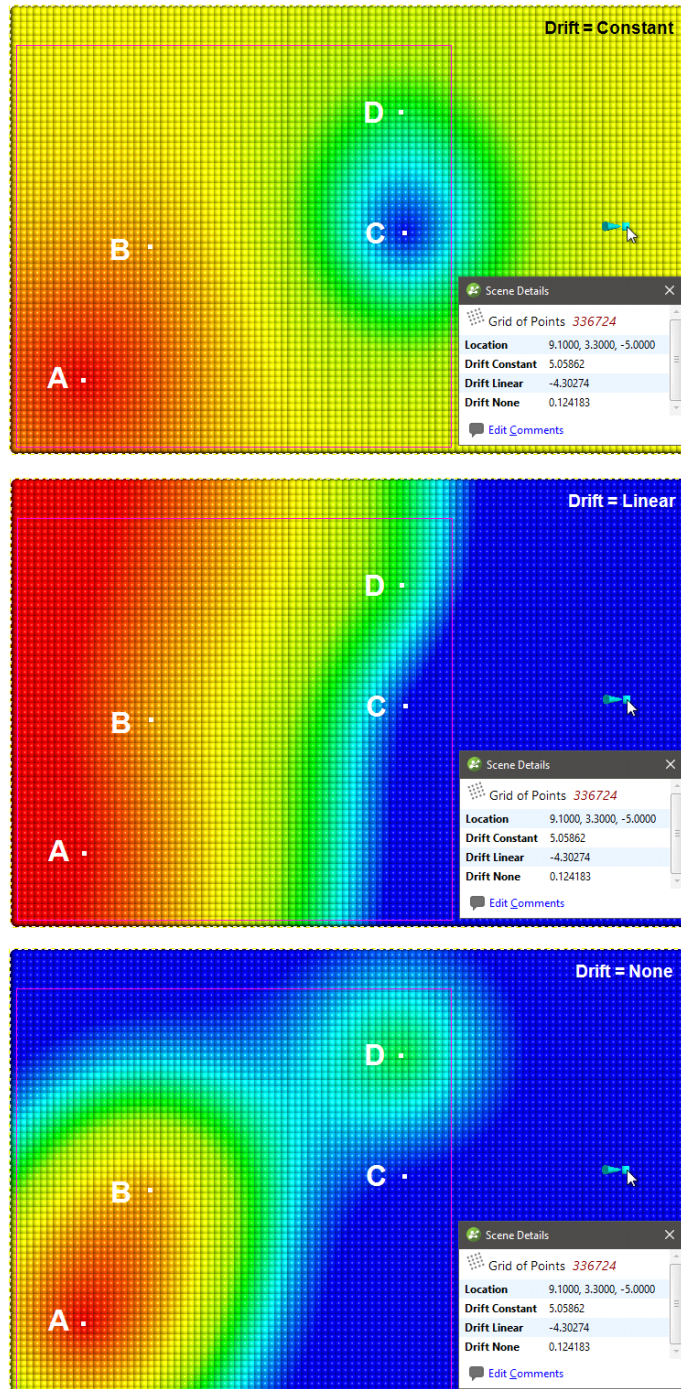 Drift = Constant
D
B
C
A
Scene Details
Grid of Points 336724
Location 9.1000, 3.3000, -5.0000
Drift Constant 5.05862
Drift Linear -4.30274
Drift None 0.124183
Edit Comments
Drift = Linear
D
B
C
A
Scene Details
Grid of Points 336724
Location 9.1000, 3.3000, -5.0000
Drift Constant 5.05862
Drift Linear -4.30274
Drift None 0.124183
Edit Comments
Drift = None
D
B
C
A
Scene Details
Grid of Points 336724
Location 9.1000, 3.3000, -5.0000
Drift Constant 5.05862
Drift Linear -4.30274
Drift None 0.124183
Edit Comments